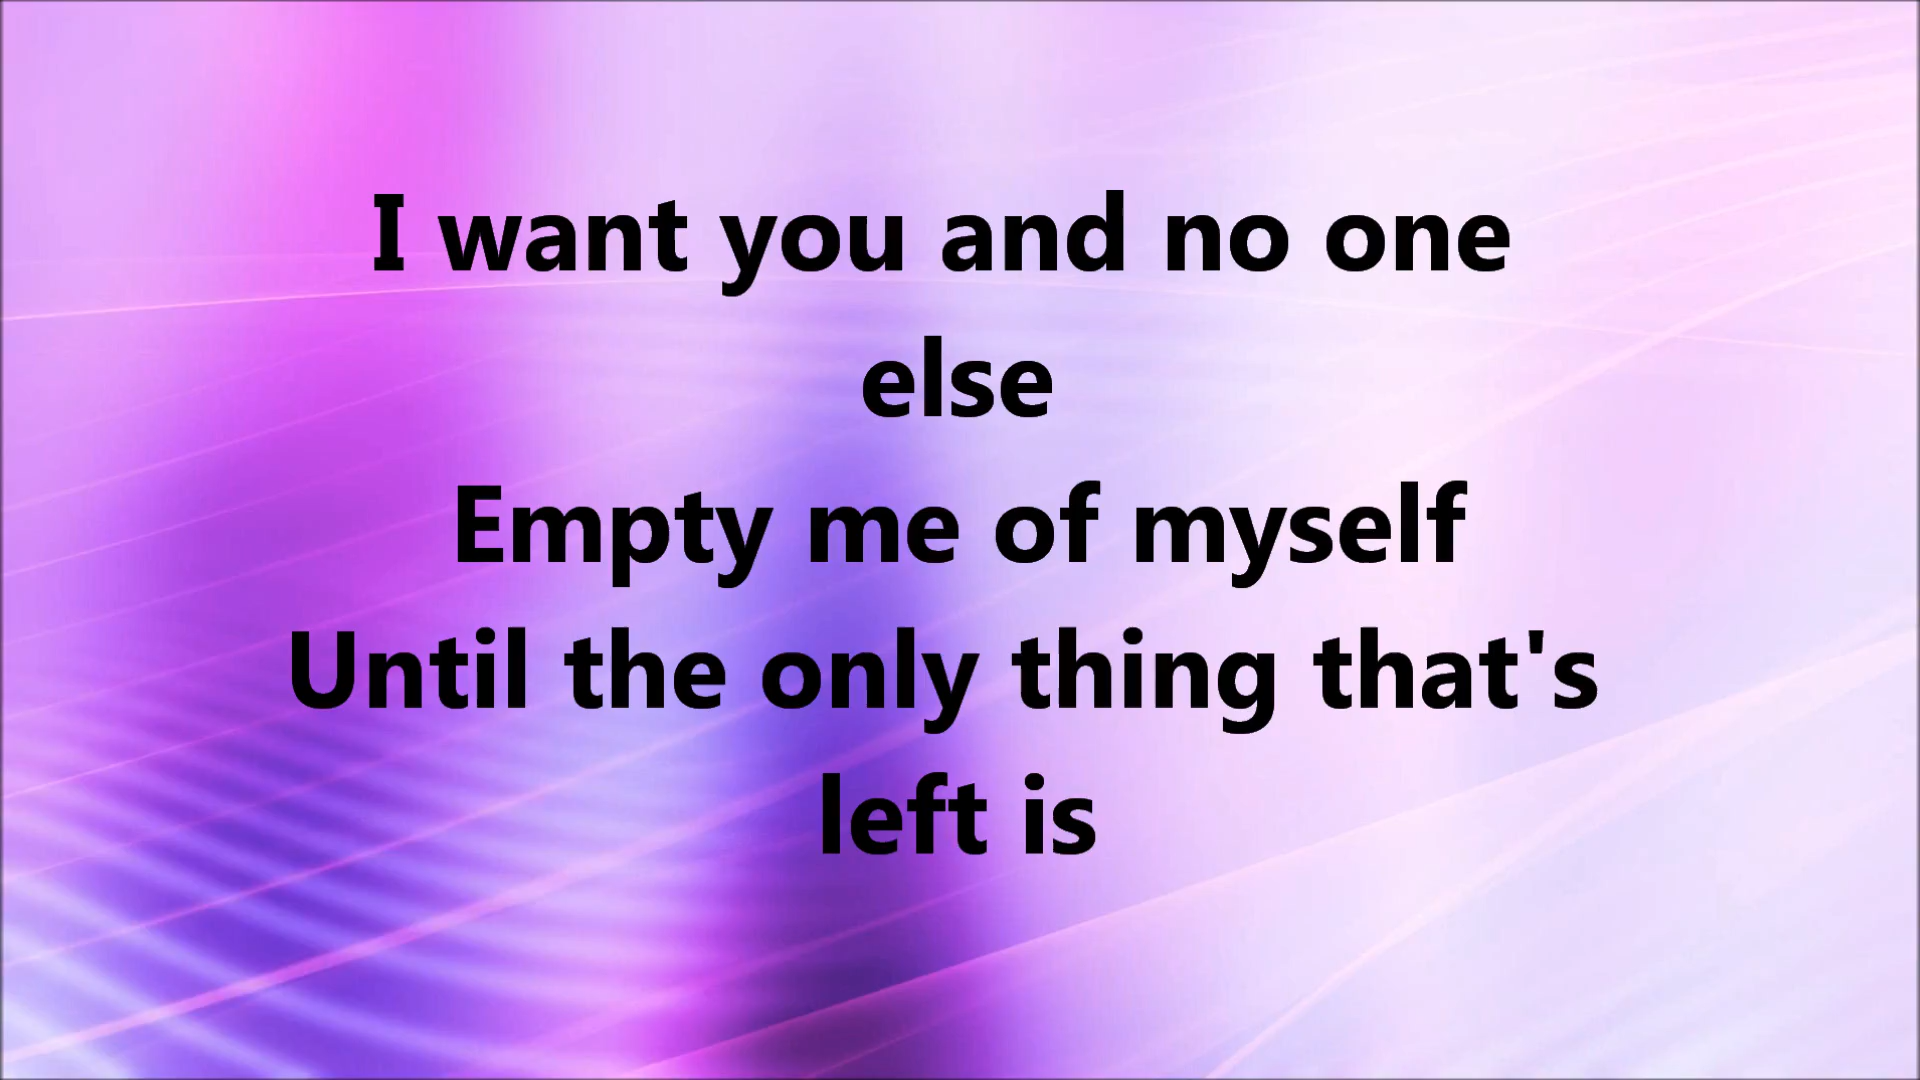 I want you and no one
else
Empty me of myself
Until the only thing that's
left is